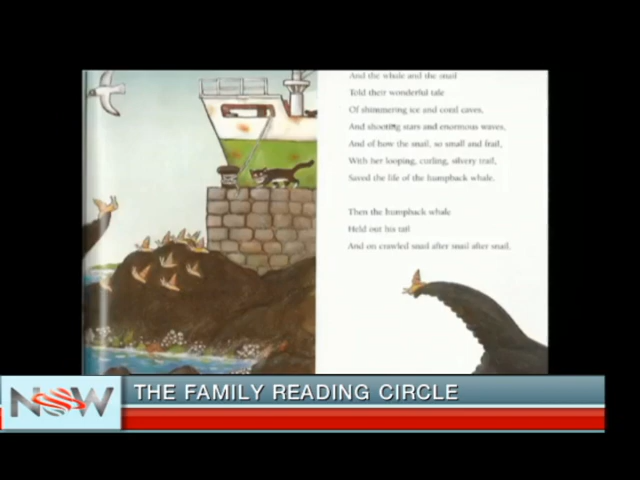 And the whale and the snail
Told their wonderful tale
Of shimmering ice and coral caves,
And shooting stars and enormous waves,
And of how the snail, so small and frail,
With her looping, curling, silvery trail,
Saved the life of the humpback whale.
Then the humpback whale
Held out his tail
And on crawled snail after snail after snail.
NOW
THE FAMILY READING CIRCLE